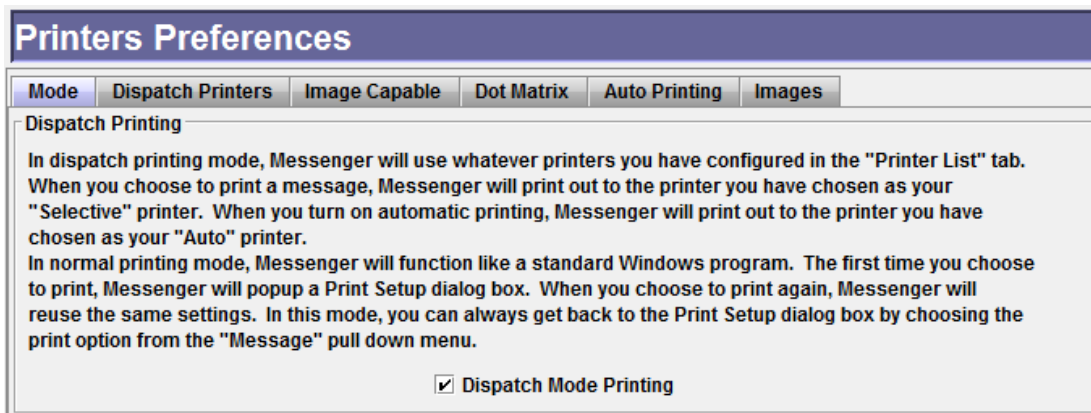 Printers Preferences
Mode Dispatch Printers Image Capable Dot Matrix Auto Printing Images
Dispatch Printing
In dispatch printing mode, Messenger will use whatever printers you have configured in the "Printer List" tab.
When you choose to print a message, Messenger will print out to the printer you have chosen as your
"Selective" printer.  When you turn on automatic printing, Messenger will print out to the printer you have
chosen as your "Auto" printer.
In normal printing mode, Messenger will function like a standard Windows program.  The first time you choose
to print, Messenger will popup a Print Setup dialog box.  When you choose to print again, Messenger will
reuse the same settings.  In this mode, you can always get back to the Print Setup dialog box by choosing the
print option from the "Message" pull down menu.
Dispatch Mode Printing